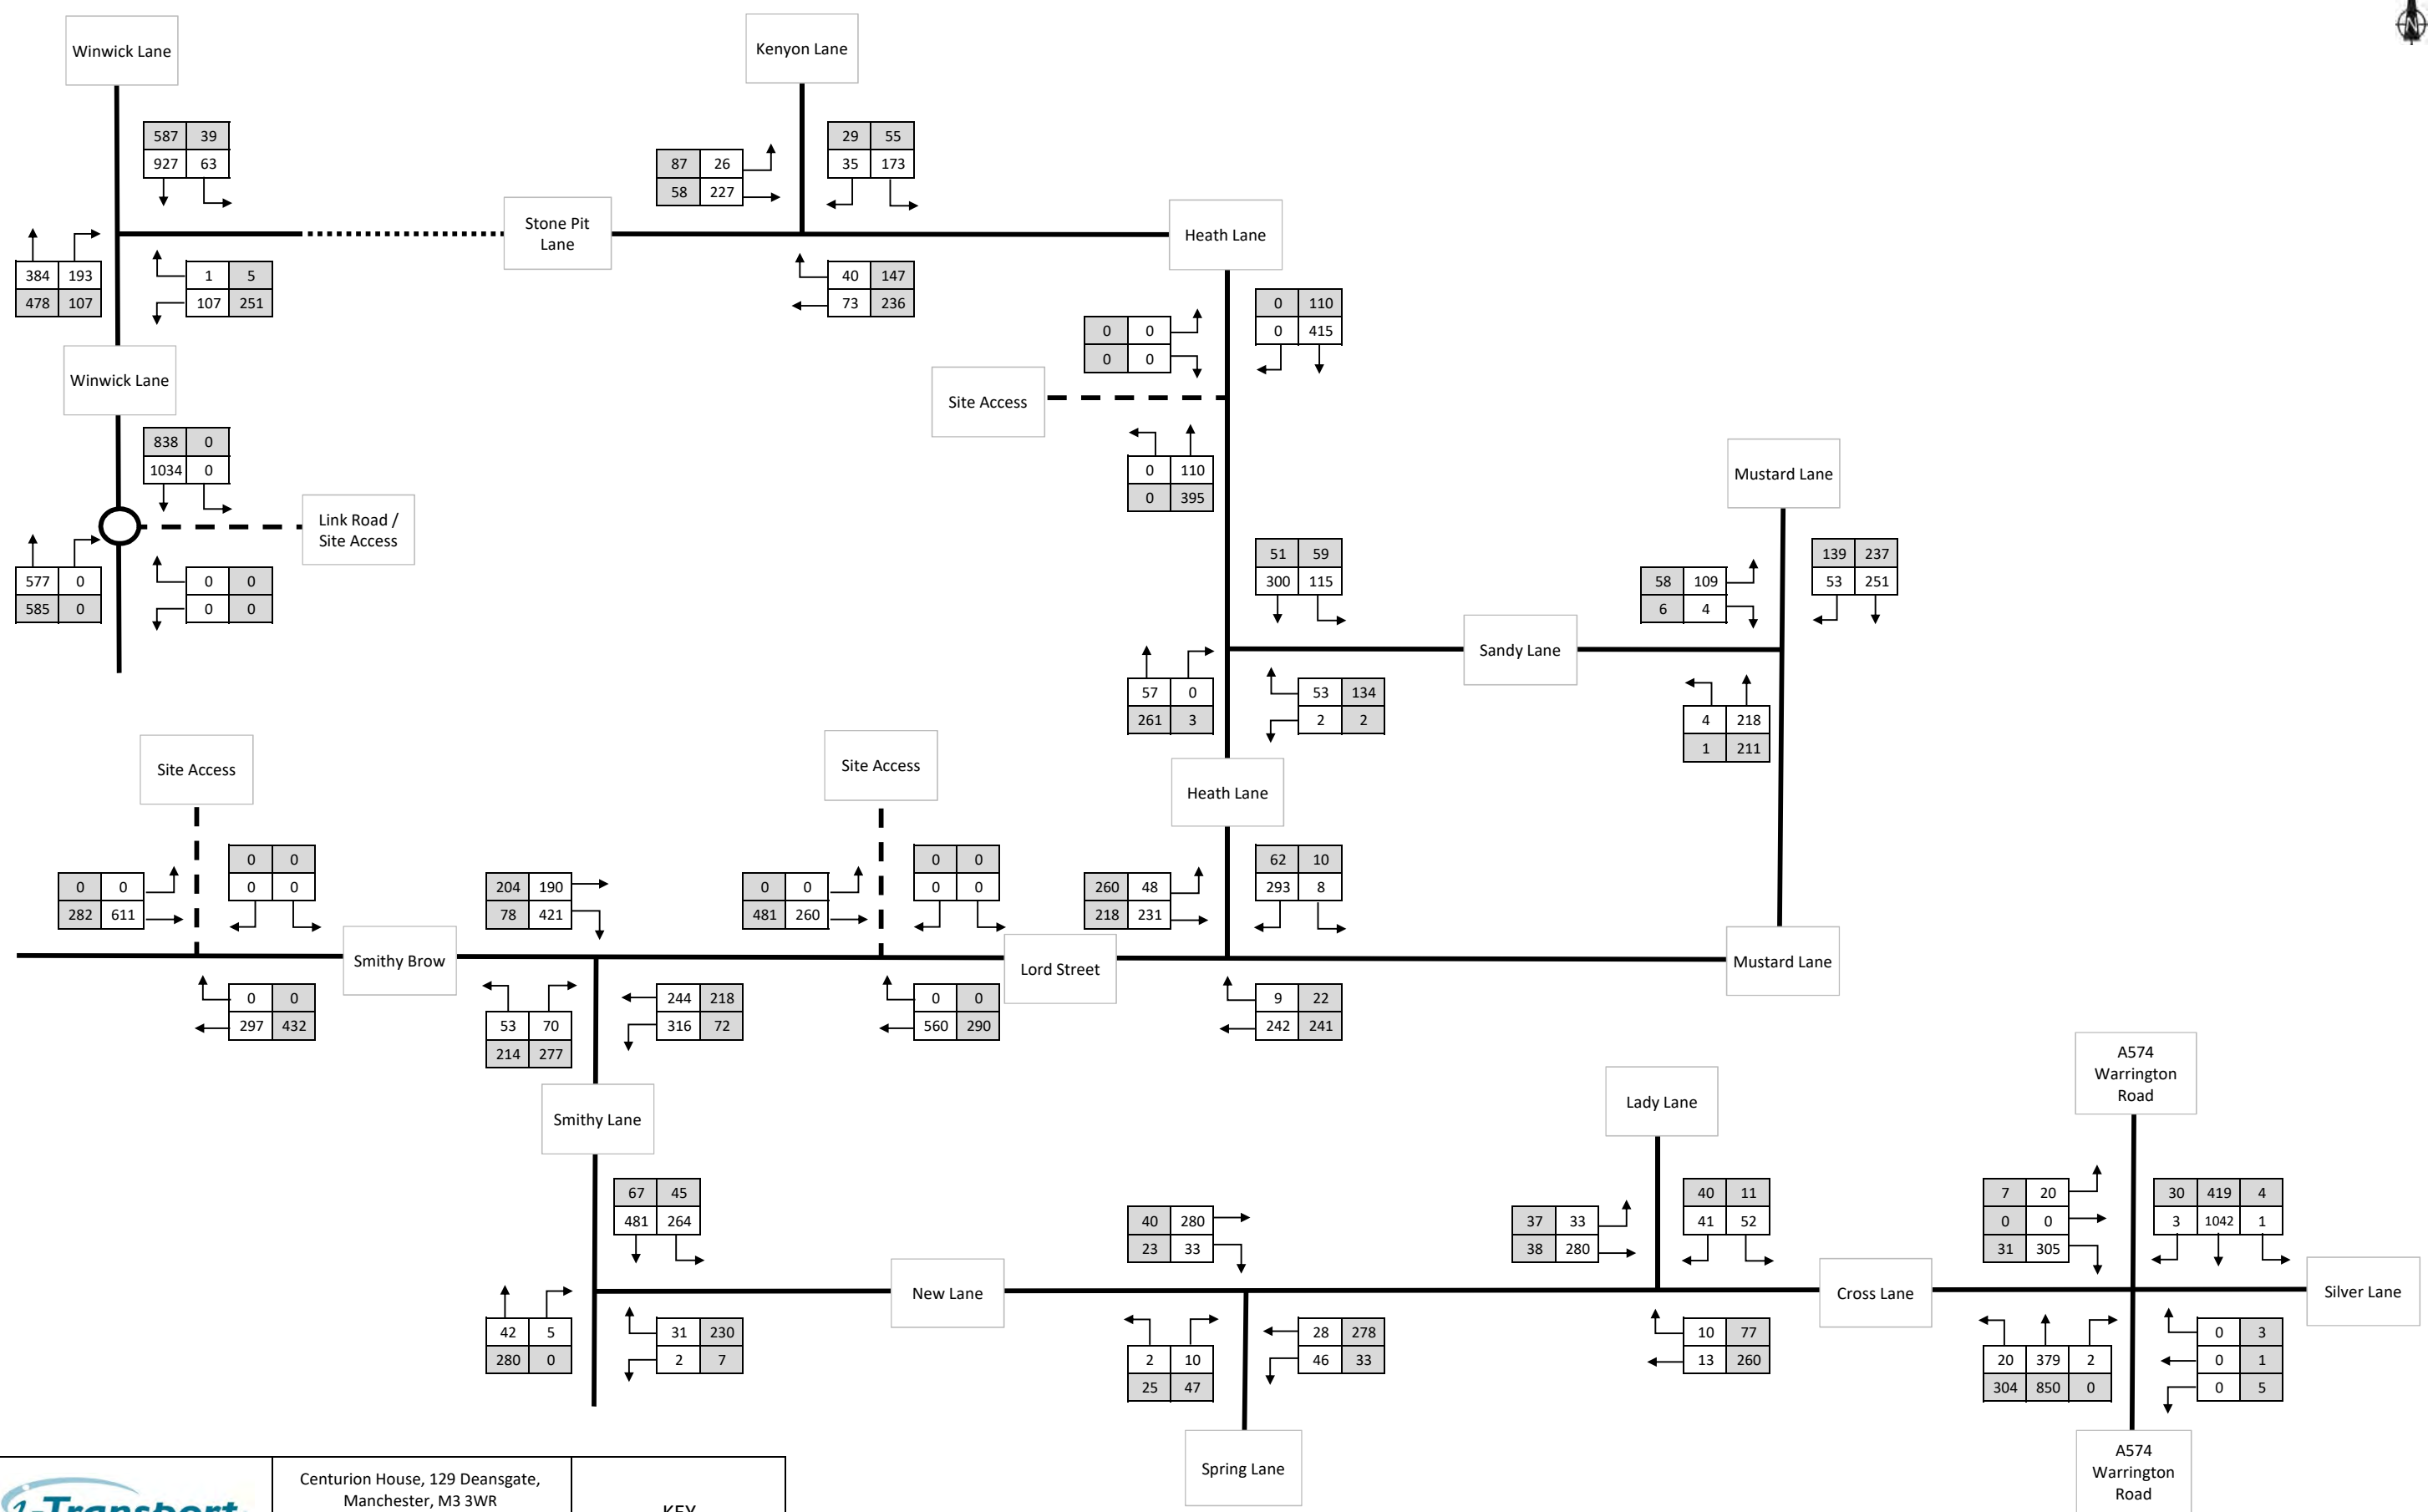 N
Winwick Lane
Kenyon Lane
587 39
927 63
87 26
58 227
29 55
35 173
Stone Pit
Lane
Heath Lane
384 193
478 107
1 5
107 251
40 147
73 236
0 110
0 415
0 0
0 0
Winwick Lane
Site Access
838 0
1034 0
0 110
0 395
Mustard Lane
Link Road /
Site Access
577 0
585 0
0 0
0 0
51 59
300 115
58 109
6 4
139 237
53 251
Sandy Lane
57 0
261 3
53 134
2 2
4 218
1 211
Site Access
Site Access
Heath Lane
0 0
282 611
0 0
0 0
204 190
78 421
0 0
481 260
0 0
0 0
260 48
218 231
62 10
293 8
Smithy Brow
Lord Street
Mustard Lane
0 0
297 432
53 70
214 277
244 218
316 72
0 0
560 290
9 22
242 241
A574
Warrington
Road
Smithy Lane
Lady Lane
67 45
481 264
40 280
23 33
37 33
38 280
40 11
41 52
7 20
0 0
31 305
30 419 4
3 1042 1
New Lane
Cross Lane
Silver Lane
42 5
280 0
31 230
2 7
2 10
25 47
28 278
46 33
10 77
13 260
20 379 2
304 850 0
0 3
0 1
0 5
Spring Lane
A574
Warrington
Road
i-Transport
Centurion House, 129 Deansgate,
Manchester, M3 3WR
KEY